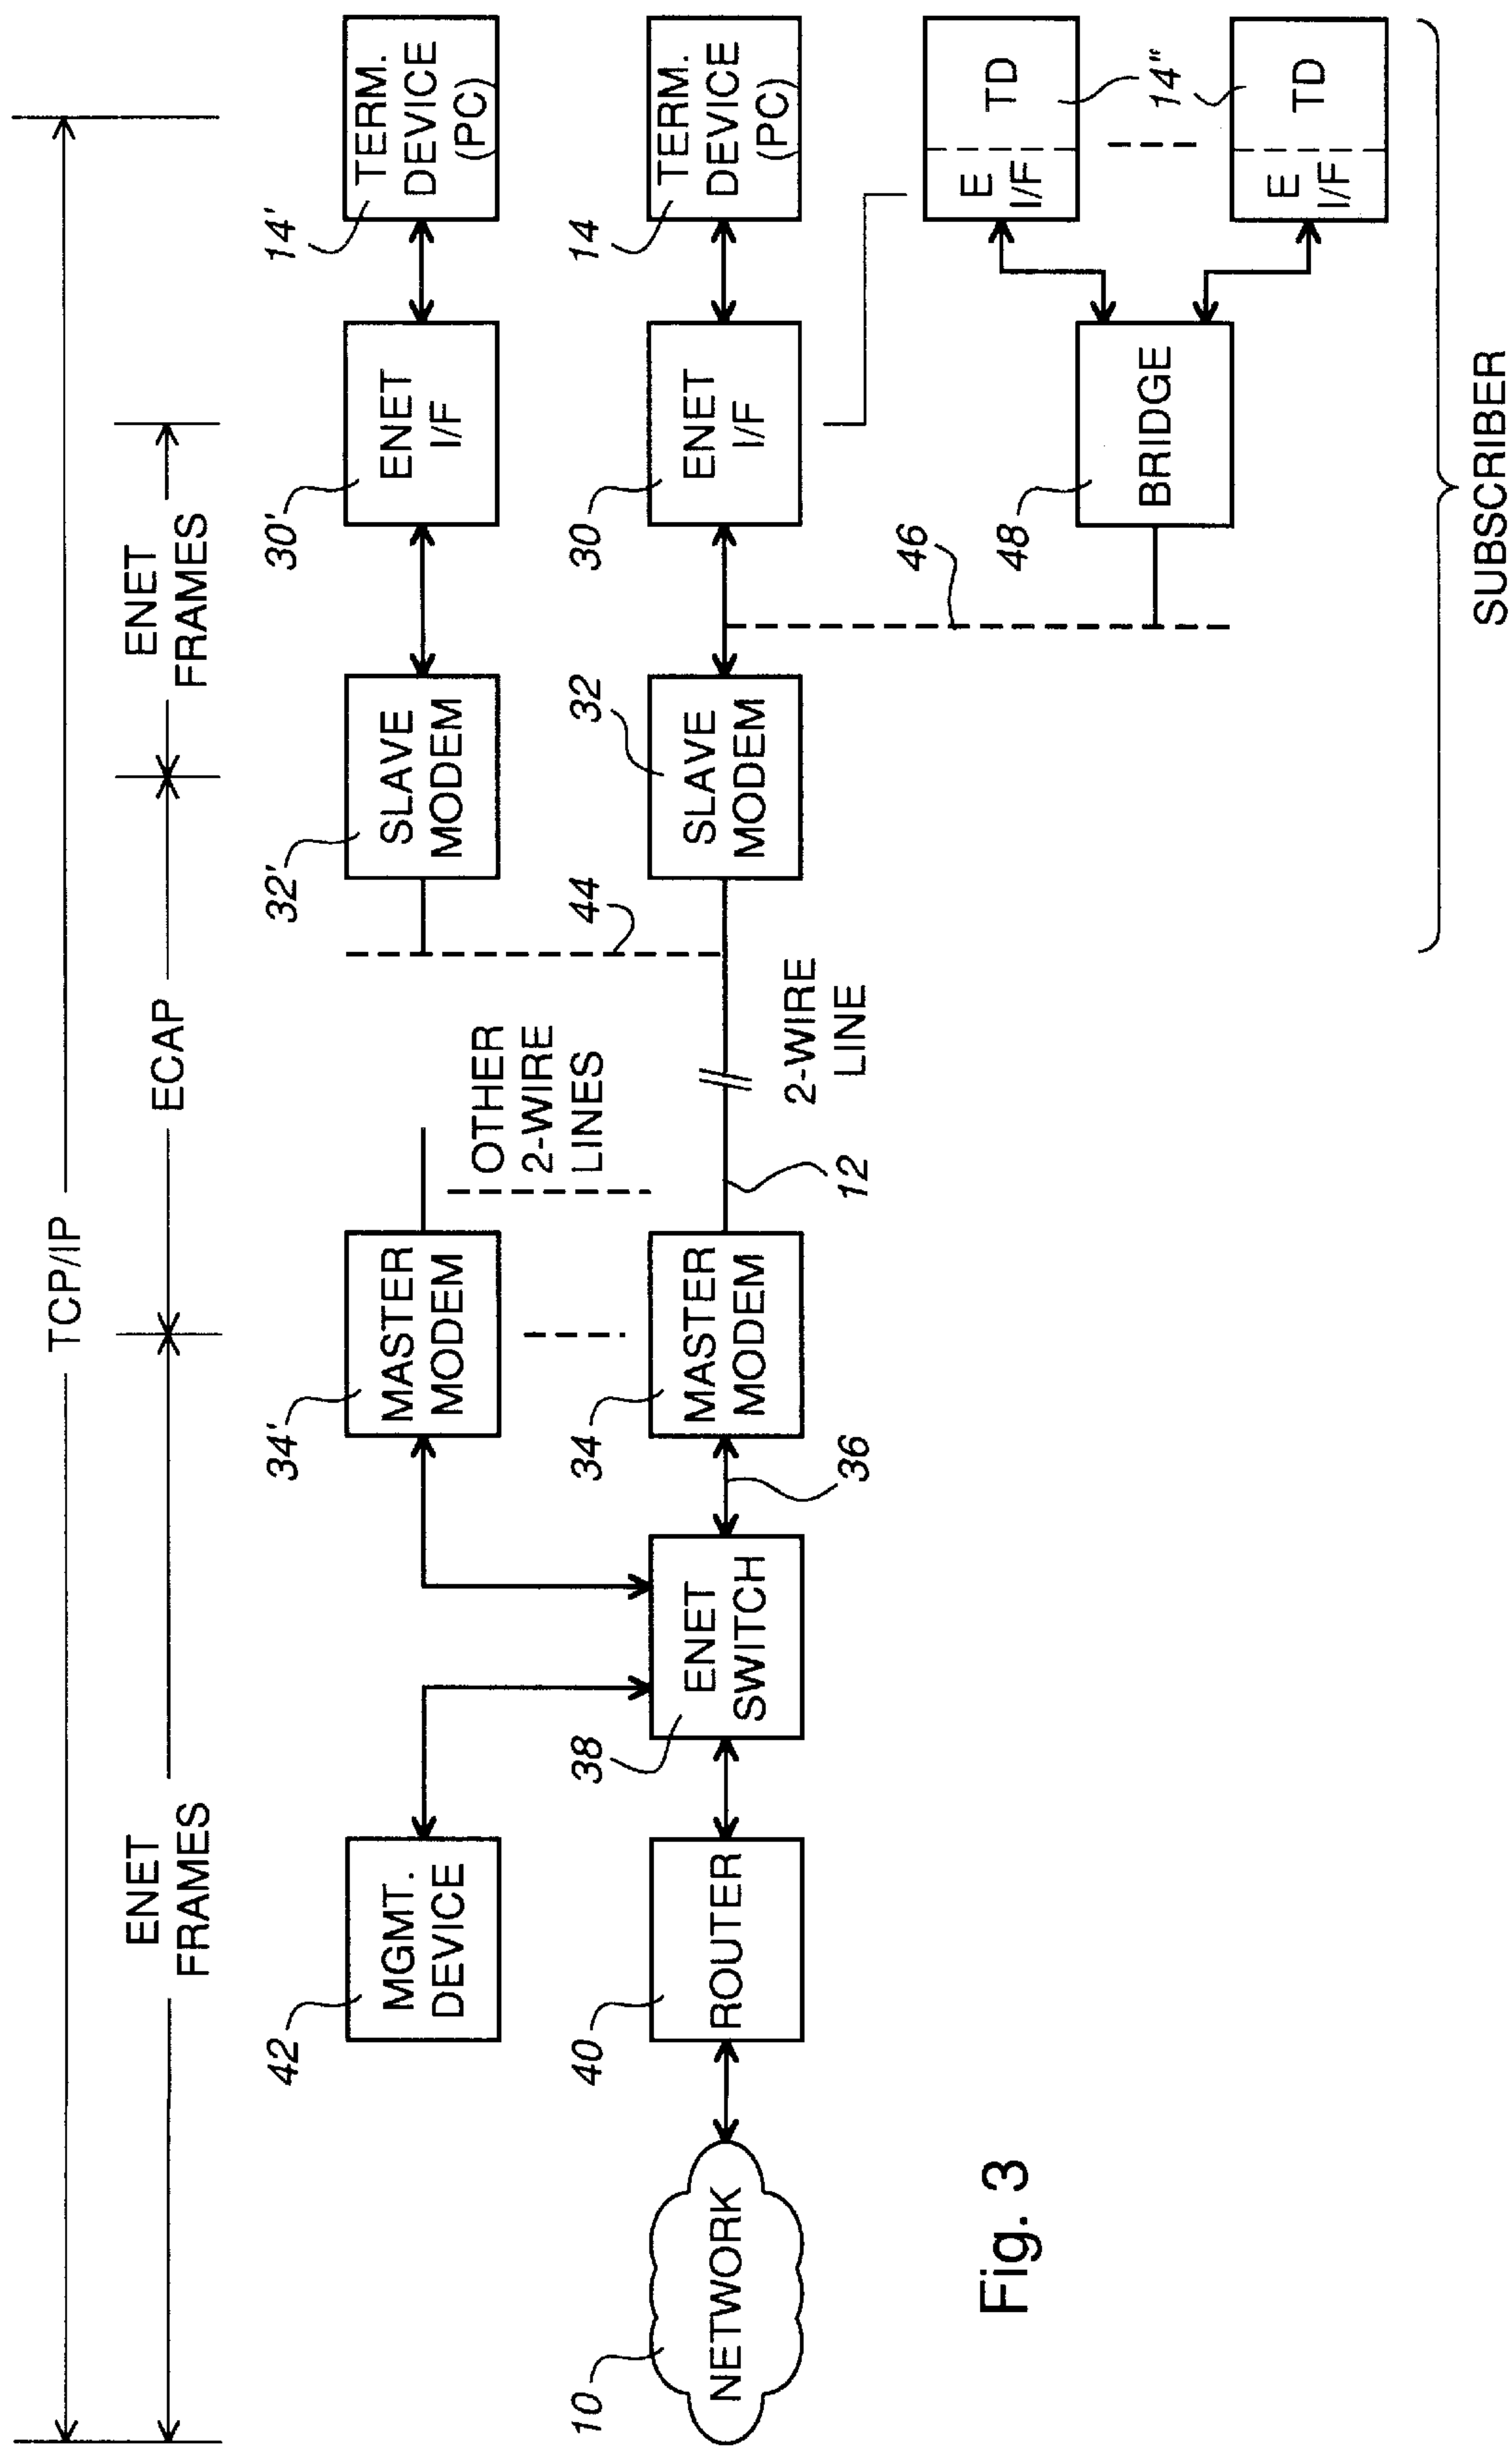 TCP/IP
ENET
FRAMES
ECAP
ENET
FRAMES
42
MGMT.
DEVICE
34'
MASTER
MODEM
OTHER
2-WIRE
LINES
32'
SLAVE
MODEM
30'
ENET
I/F
14'
TERM.
DEVICE
(PC)
10
NETWORK
40
ROUTER
38
ENET
SWITCH
36
34
MASTER
MODEM
12
2-WIRE
LINE
44
32
SLAVE
MODEM
30
ENET
I/F
14
TERM.
DEVICE
(PC)
46
48
BRIDGE
E
I/F
TD
14"
E
I/F
TD
SUBSCRIBER
Fig. 3